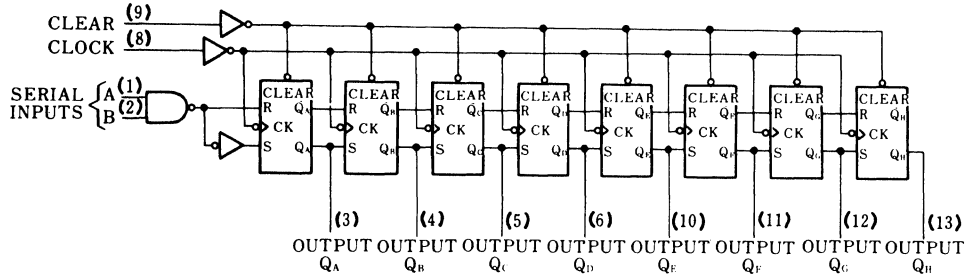 CLEAR (9)
CLOCK (8)
SERIAL INPUTS { A (1)
B (2)
CLEAR CLEAR CLEAR CLEAR CLEAR CLEAR CLEAR CLEAR
R QA R QB R QC R QD R QE R QF R QG R QH
CK CK CK CK CK CK CK CK
S QA S QB S QC S QD S QE S QF S QG S QH
(3) (4) (5) (6) (10) (11) (12) (13)
OUTPUT OUTPUT OUTPUT OUTPUT OUTPUT OUTPUT OUTPUT OUTPUT
QA QB QC QD QE QF QG QH